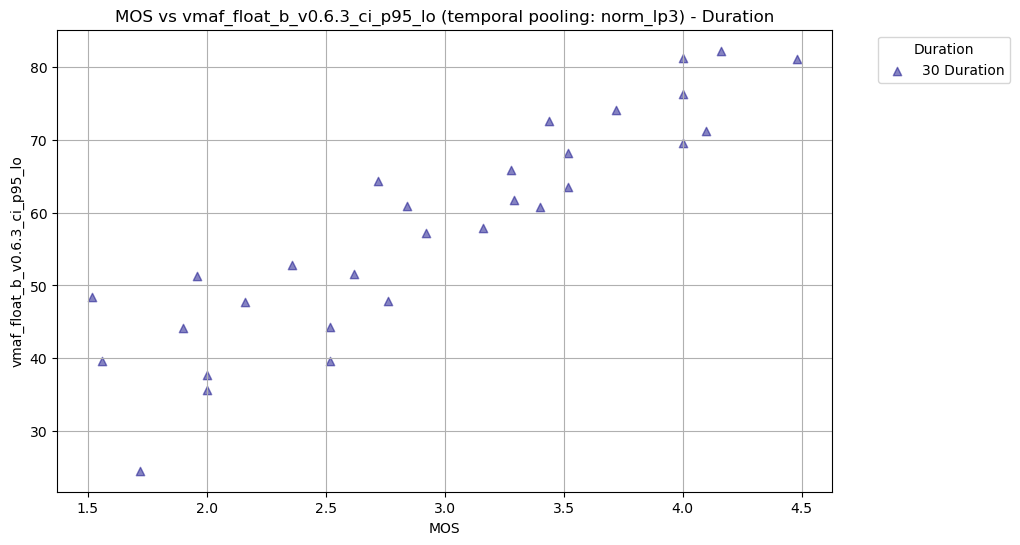 MOS vs vmaf_float_b_v0.6.3_ci_p95_lo (temporal pooling: norm_lp3) - Duration
vmaf_float_b_v0.6.3_ci_p95_lo
80
70
60
50
40
30
1.5 2.0 2.5 3.0 3.5 4.0 4.5
MOS
Duration
30 Duration